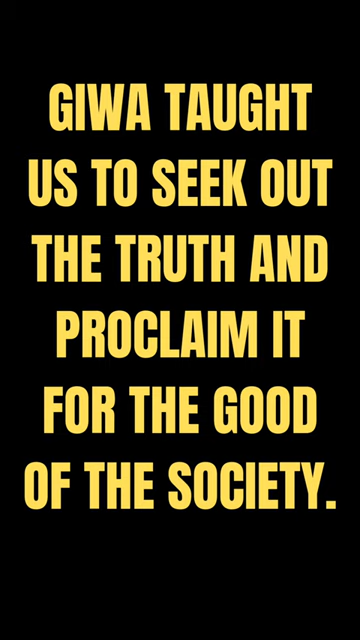 GIWA TAUGHT
US TO SEEK OUT
THE TRUTH AND
PROCLAIM IT
FOR THE GOOD
OF THE SOCIETY.